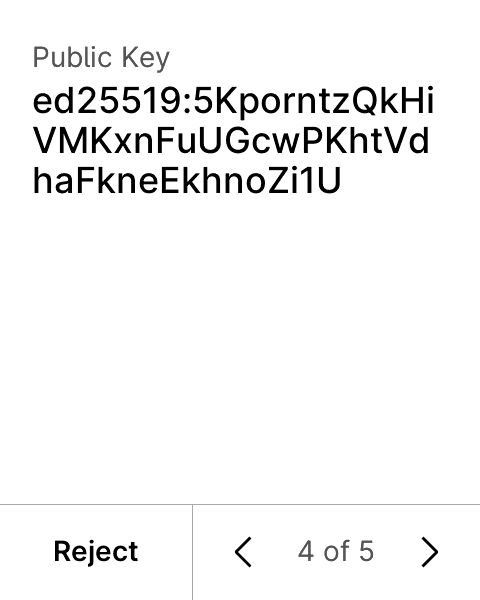 Public Key
ed25519:5KporntzQkHi
VMKxnFuUGcwPKhtVd
haFkneEkhnoZi1U
Reject
4 of 5